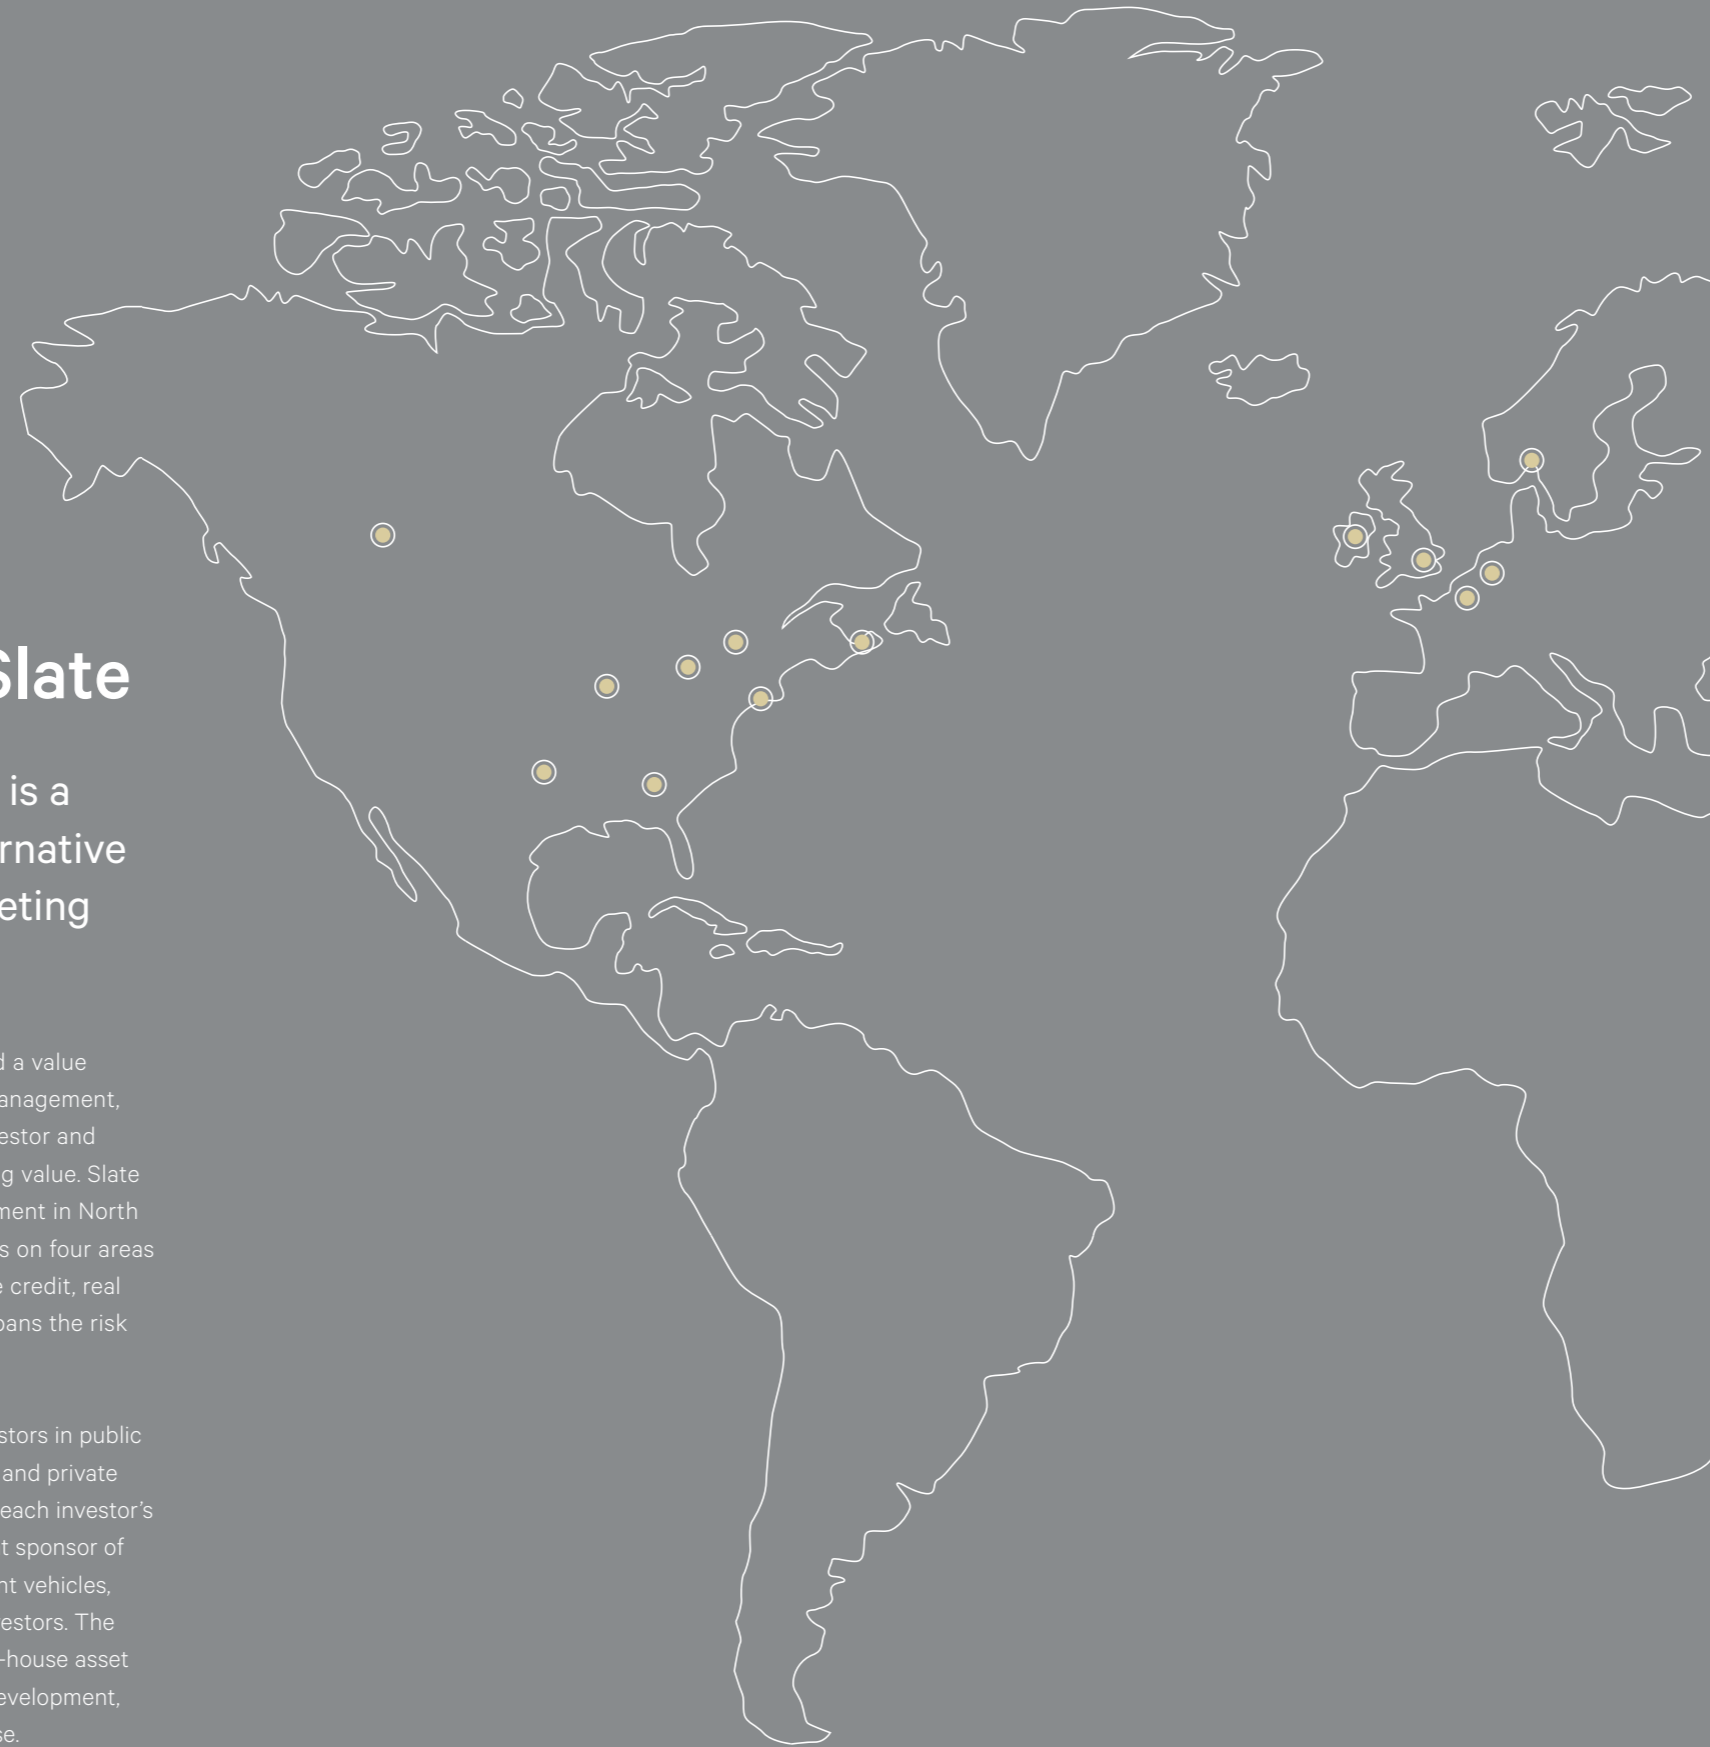 Slate
is a
rnative
eting
d a value
anagement,
estor and
g value. Slate
ment in North
s on four areas
e credit, real
pans the risk
stors in public
and private
each investor’s
t sponsor of
nt vehicles,
estors. The
-house asset
evelopment,
se.